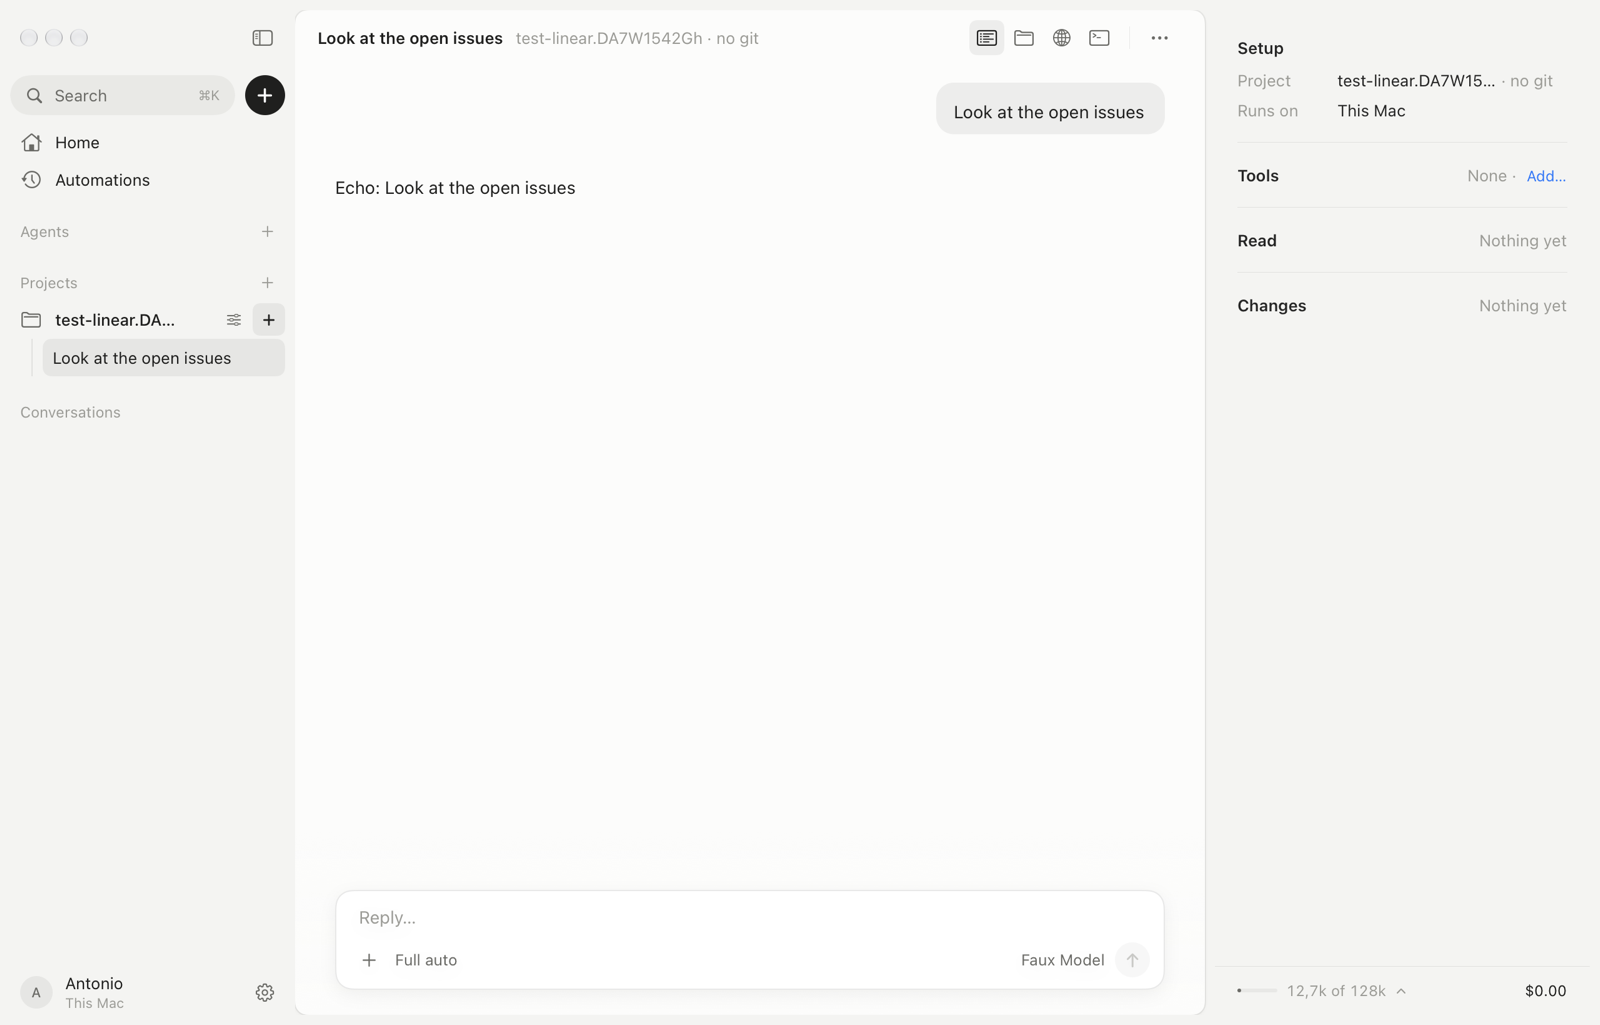 Search ⌘K
Home
Automations
Agents
Projects
test-linear.DA...
Look at the open issues
Conversations
A
Antonio
This Mac
Look at the open issues test-linear.DA7W1542Gh · no git
Look at the open issues
Echo: Look at the open issues
Reply...
Full auto
Faux Model
Setup
Project test-linear.DA7W15... · no git
Runs on This Mac
Tools None · Add...
Read Nothing yet
Changes Nothing yet
12,7k of 128k $0.00